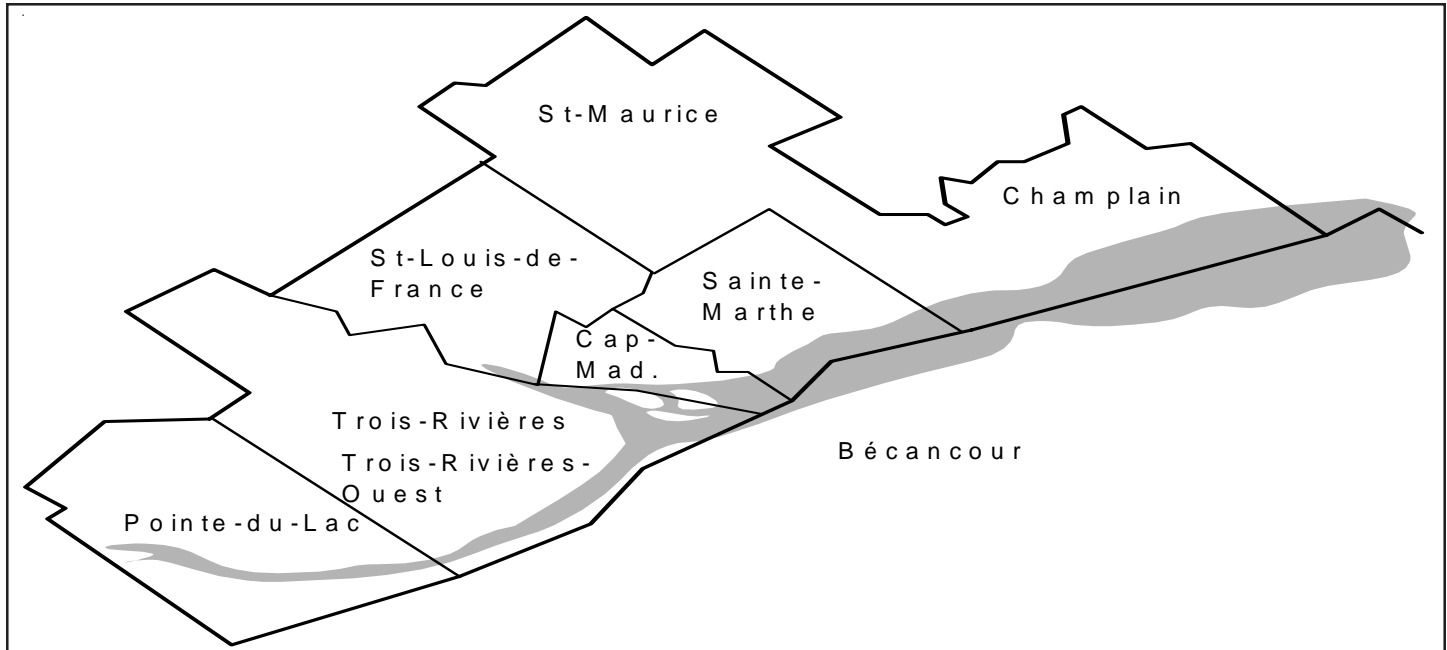 St-Maurice
Champlain
St-Louis-de-
France
Sainte-
Marthe
Cap-
Mad.
Trois-Rivières
Trois-Rivières-
Ouest
Bécancour
Pointe-du-Lac